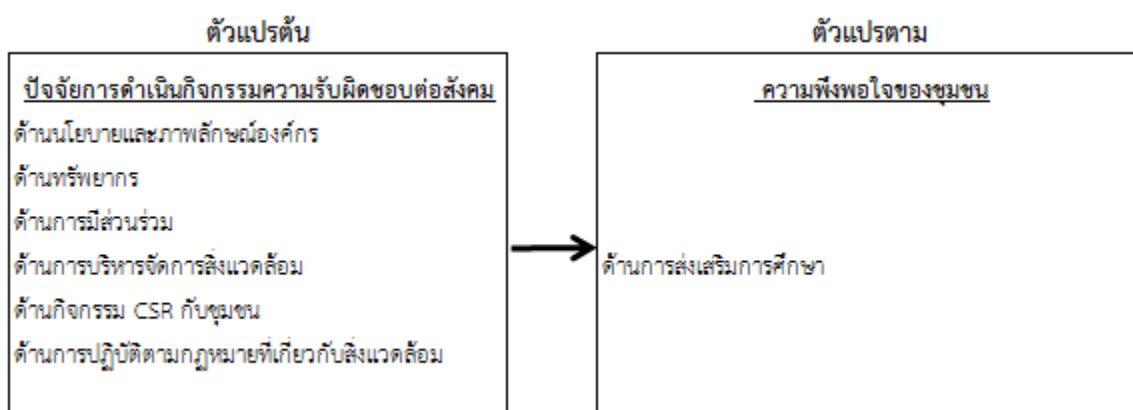 ตัวแปรต้น
ปัจจัยการดำเนินกิจกรรมความรับผิดชอบต่อสังคม
ด้านนโยบายและภาพลักษณ์องค์กร
ด้านทรัพยากร
ด้านการมีส่วนร่วม
ด้านการบริหารจัดการสิ่งแวดล้อม
ด้านกิจกรรม CSR กับชุมชน
ด้านการปฏิบัติตามกฎหมายที่เกี่ยวกับสิ่งแวดล้อม
ตัวแปรตาม
ความพึงพอใจของชุมชน
ด้านการส่งเสริมการศึกษา